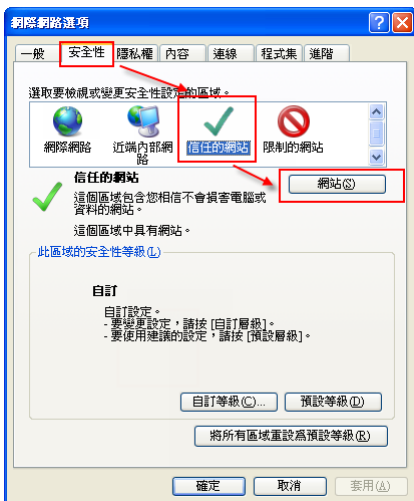 網際網路選項
一般 安全性 隱私權 內容 連線 程式集 進階
選取要檢視或變更安全性設定的區域。
網際網路 近端內部網路 信任的網站 限制的網站
信任的網站
網站(S)
這個區域包含您相信不會損害電腦或
資料的網站。
這個區域中具有網站。
此區域的安全性等級(L)
自訂
自訂設定。
- 要變更設定，請按 [自訂層級]。
- 要使用建議的設定，請按 [預設層級]。
自訂等級(C)... 預設等級(D)
將所有區域重設為預設等級(R)
確定 取消 套用(A)